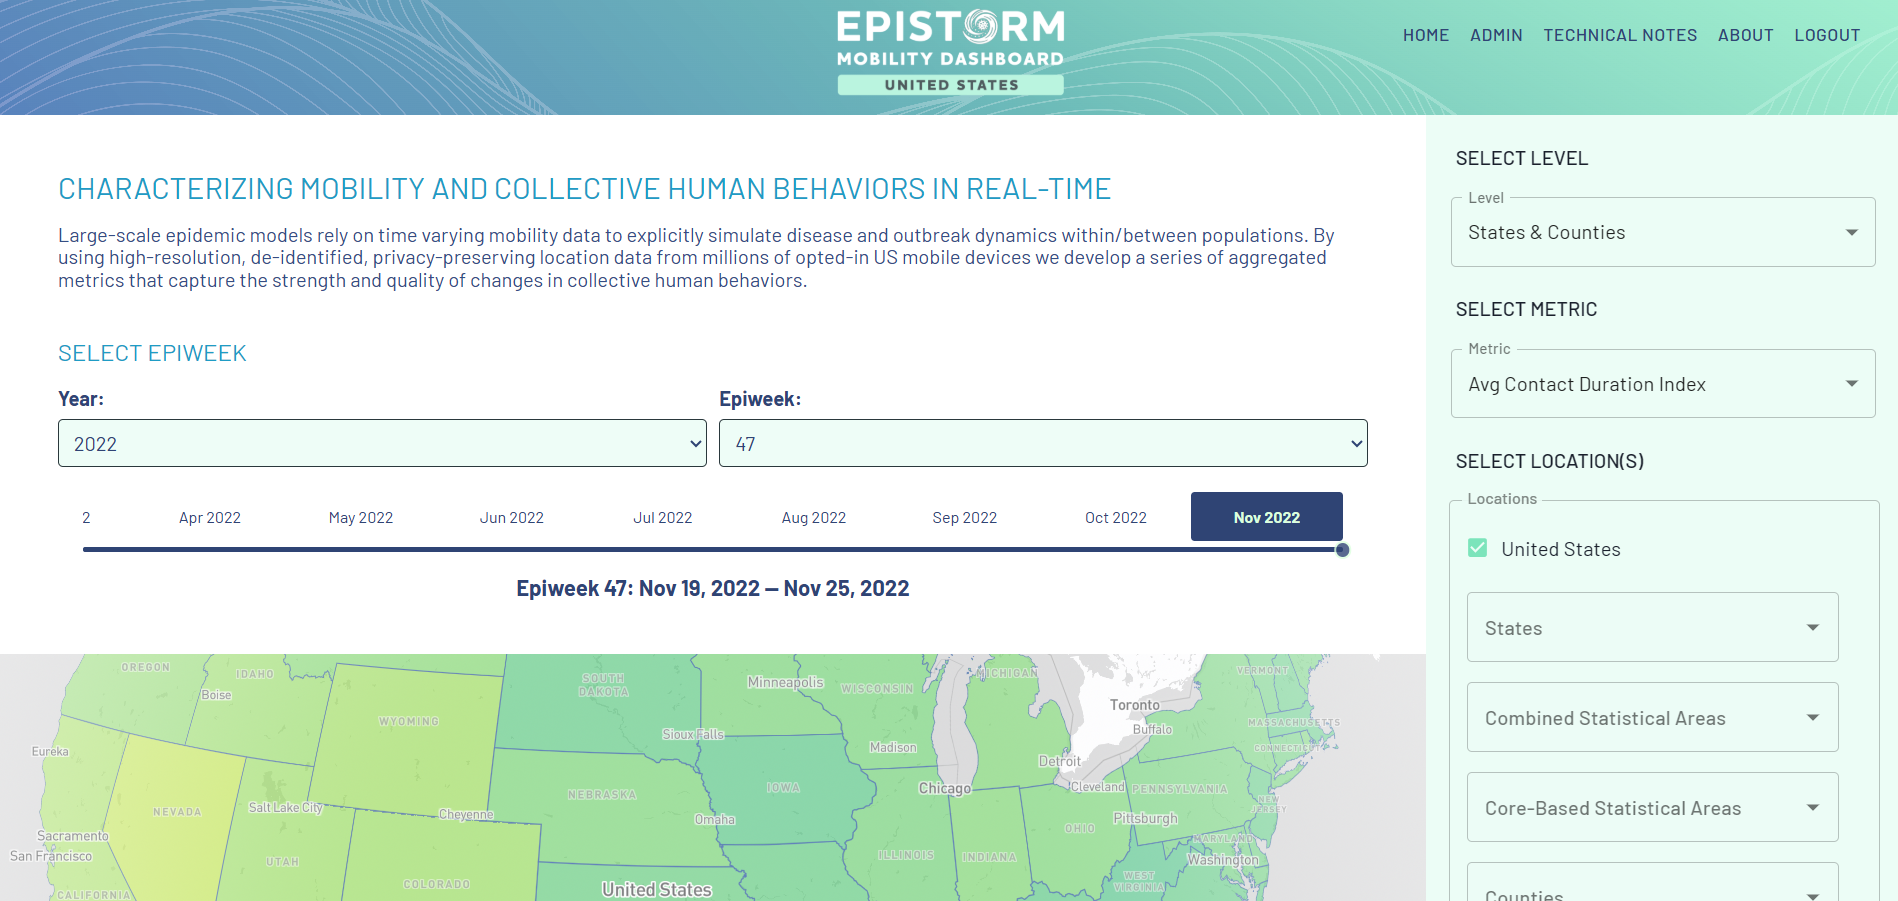 EPISTORM
MOBILITY DASHBOARD
UNITED STATES
HOME ADMIN TECHNICAL NOTES ABOUT LOGOUT
CHARACTERIZING MOBILITY AND COLLECTIVE HUMAN BEHAVIORS IN REAL-TIME
Large-scale epidemic models rely on time varying mobility data to explicitly simulate disease and outbreak dynamics within/between populations. By
using high-resolution, de-identified, privacy-preserving location data from millions of opted-in US mobile devices we develop a series of aggregated
metrics that capture the strength and quality of changes in collective human behaviors.
SELECT EPIWEEK
Year:
2022
Epiweek:
47
2 Apr 2022 May 2022 Jun 2022 Jul 2022 Aug 2022 Sep 2022 Oct 2022 Nov 2022
Epiweek 47: Nov 19, 2022 – Nov 25, 2022
OREGON
IDAHO
Boise
SOUTH
DAKOTA
Minneapolis
WISCONSIN
MICHIGAN
VERMONT
Toronto
WYOMING
MASSACHUSETTS
Buffalo
Sioux Falls
Eureka
Madison
CONNECTICUT
Detroit
Cleveland
PENNSYLVANIA
Chicago
IOWA
NEBRASKA
NEW
JERSEY
NEVADA
Salt Lake City
Cheyenne
Omaha
Pittsburgh
OHIO
Sacramento
MARYLAND
San Francisco
ILLINOIS
INDIANA
Washington
UTAH
COLORADO
WEST
VIRGINIA
United States
CALIFORNIA
SELECT LEVEL
Level
States & Counties
SELECT METRIC
Metric
Avg Contact Duration Index
SELECT LOCATION(S)
Locations
United States
States
Combined Statistical Areas
Core-Based Statistical Areas
Counties